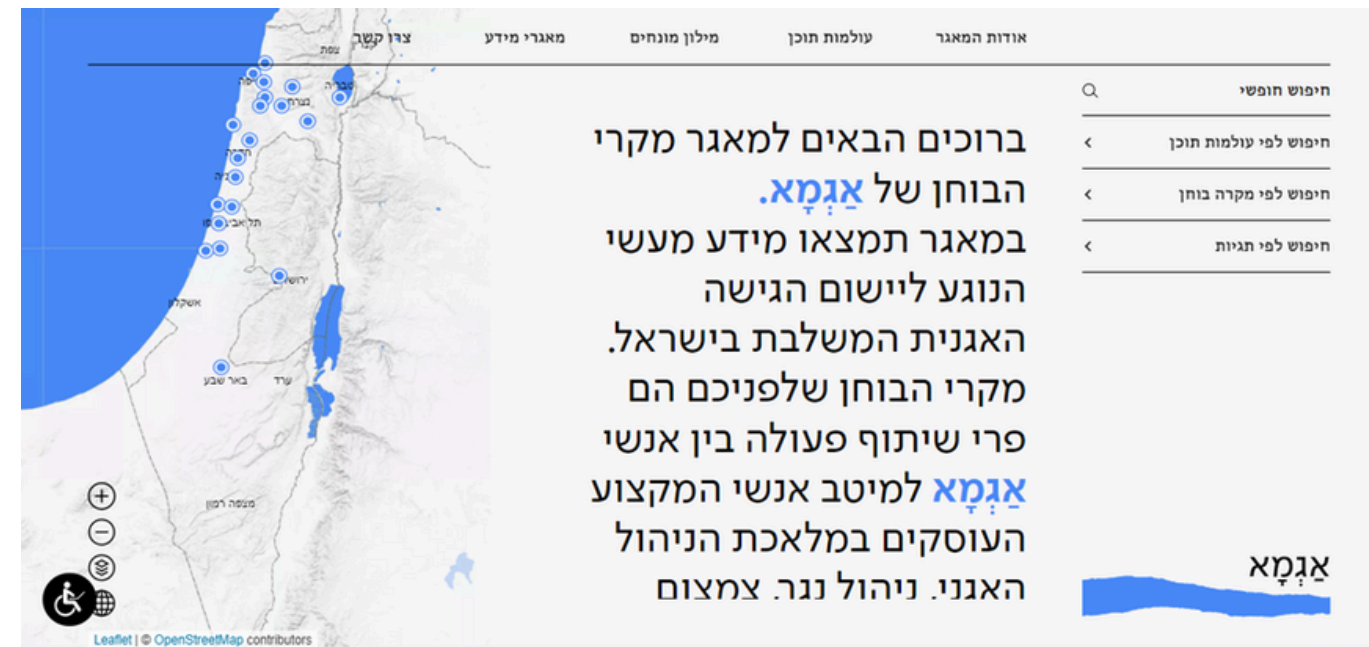 אודות המאגר
עולמות תוכן
מילון מונחים
מאגרי מידע
צרו קשר
חיפוש חופשי
חיפוש לפי עולמות תוכן
חיפוש לפי מקרה בוחן
חיפוש לפי תגיות
ברוכים הבאים למאגר מקרי
הבוחן של אַגְמָא.
במאגר תמצאו מידע מעשי
הנוגע ליישום הגישה
האגנית המשלבת בישראל.
מקרי הבוחן שלפניכם הם
פרי שיתוף פעולה בין אנשי
אַגְמָא למיטב אנשי המקצוע
העוסקים במלאכת הניהול
האגני. ניהול נגר, צמצום
אַגְמָא
צפת
טבריה
נצרת
חדרה
אשקלון
באר שבע
ערד
מצפה רמון
Leaflet | © OpenStreetMap contributors